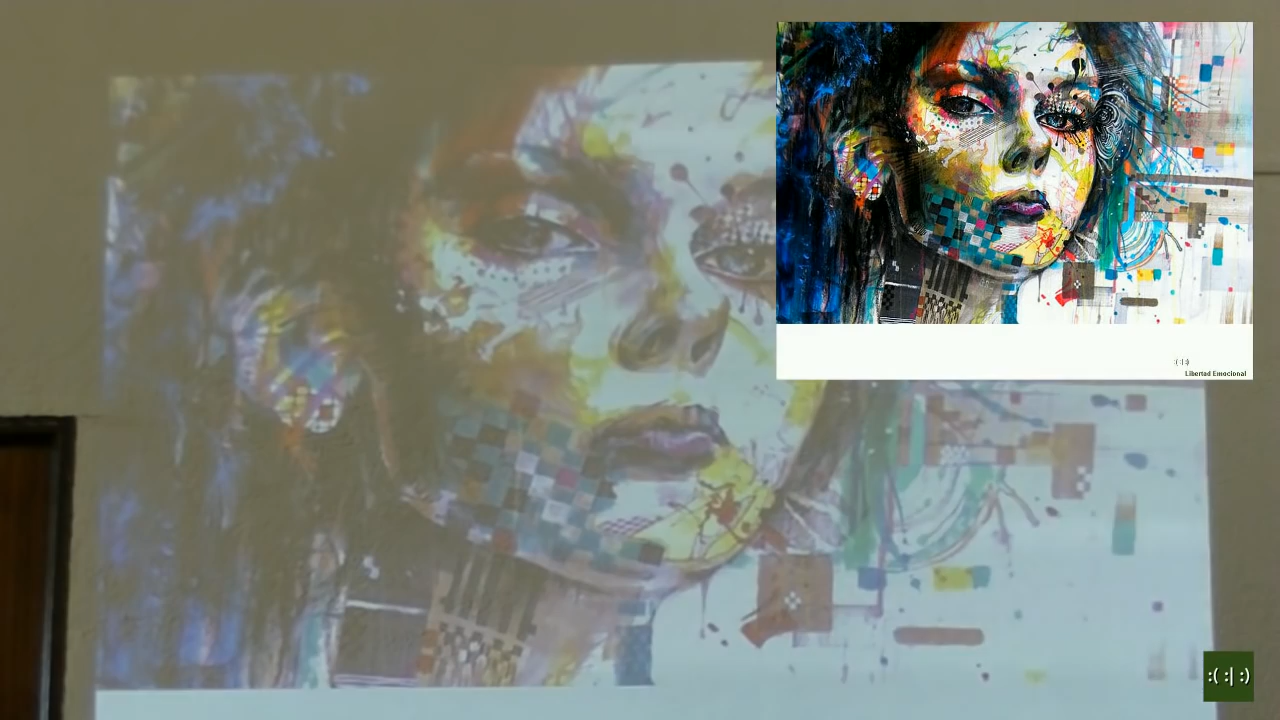 :( :| :)
Libertad Emocional
:( :| :)